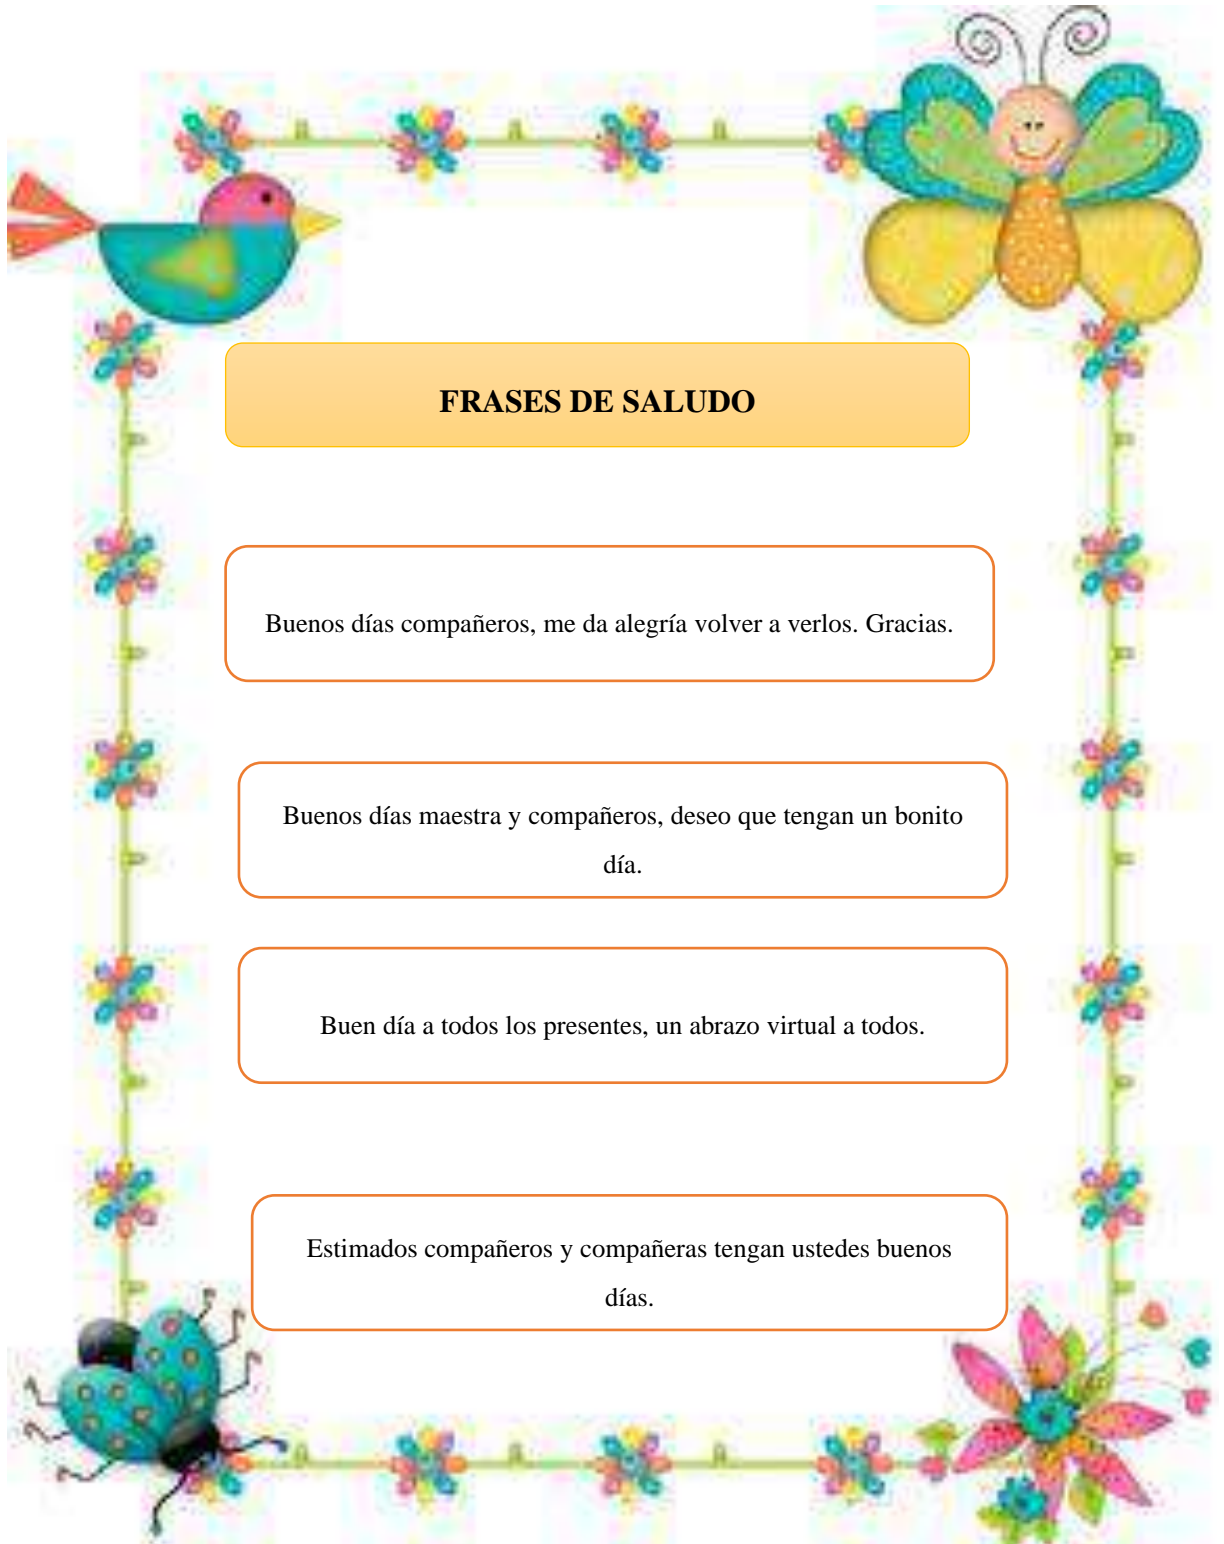 FRASES DE SALUDO
Buenos días compañeros, me da alegría volver a verlos. Gracias.
Buenos días maestra y compañeros, deseo que tengan un bonito
día.
Buen día a todos los presentes, un abrazo virtual a todos.
Estimados compañeros y compañeras tengan ustedes buenos
días.